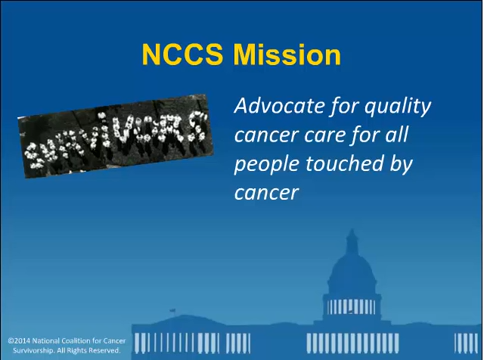 NCCS Mission
SURVIVORS
Advocate for quality
cancer care for all
people touched by
cancer
©2014 National Coalition for Cancer
Survivorship. All Rights Reserved.